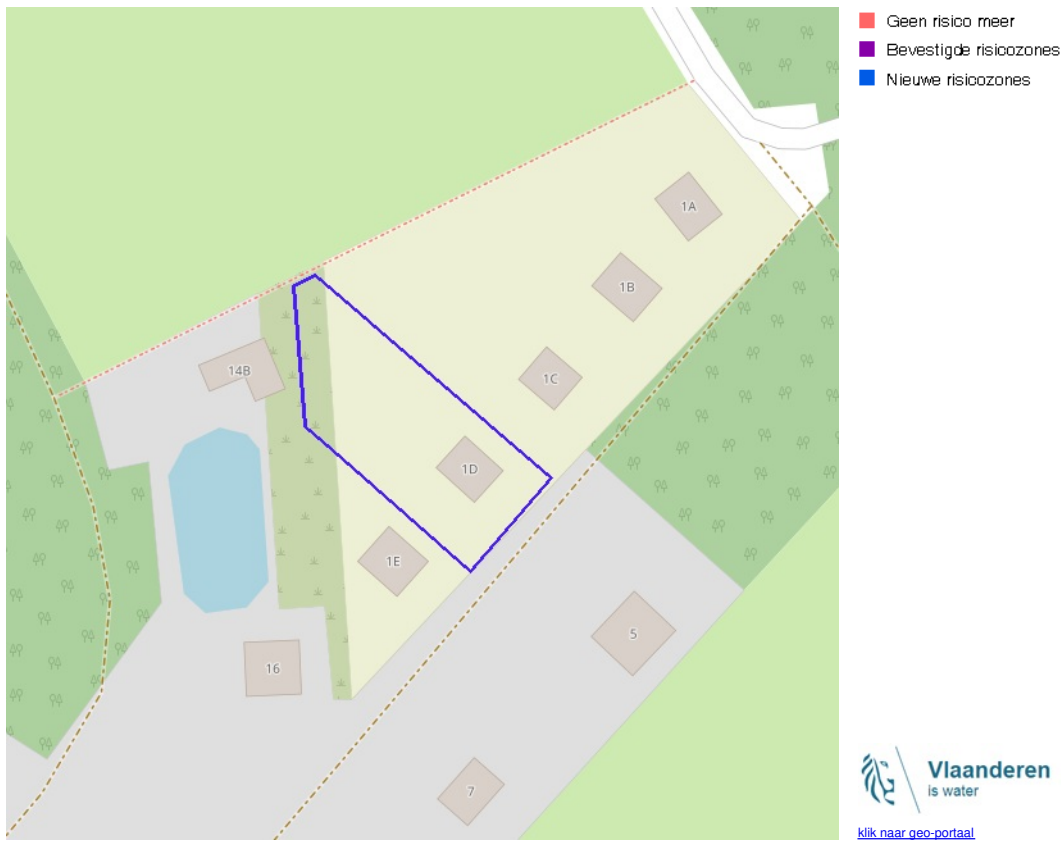 Geen risico meer
Bevestigde risicozones
Nieuwe risicozones
1A
1B
14B
1C
1D
1E
5
16
7
Vlaanderen
is water
klik naar geo-portaal